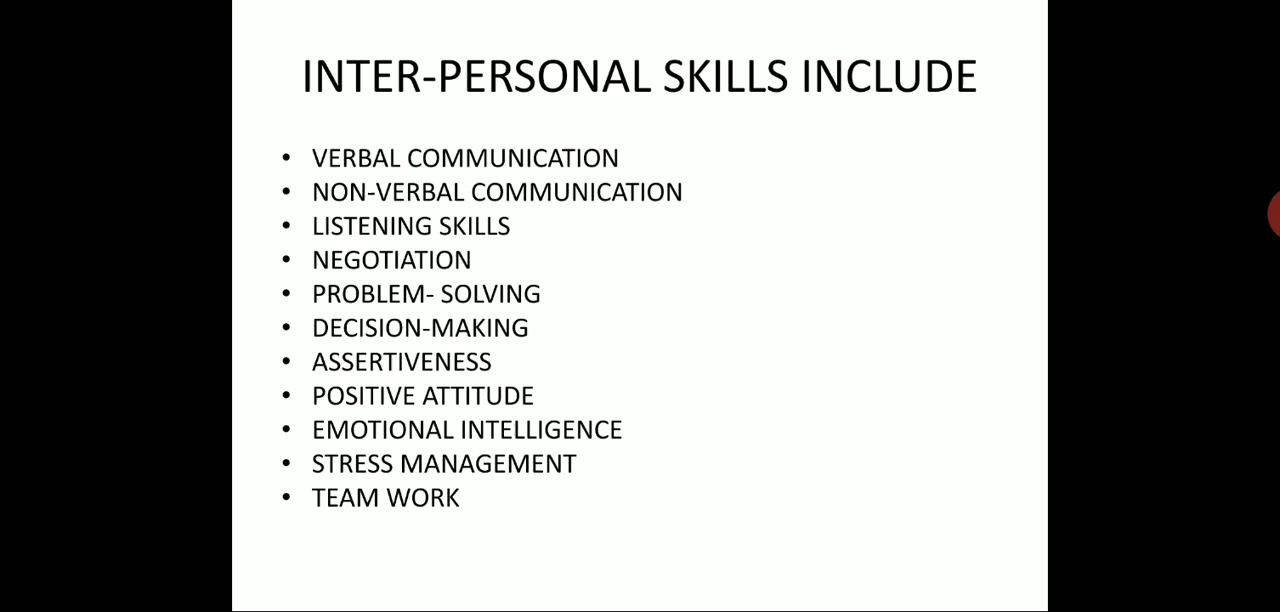 INTER-PERSONAL SKILLS INCLUDE
• VERBAL COMMUNICATION
• NON-VERBAL COMMUNICATION
• LISTENING SKILLS
• NEGOTIATION
• PROBLEM- SOLVING
• DECISION-MAKING
• ASSERTIVENESS
• POSITIVE ATTITUDE
• EMOTIONAL INTELLIGENCE
• STRESS MANAGEMENT
• TEAM WORK